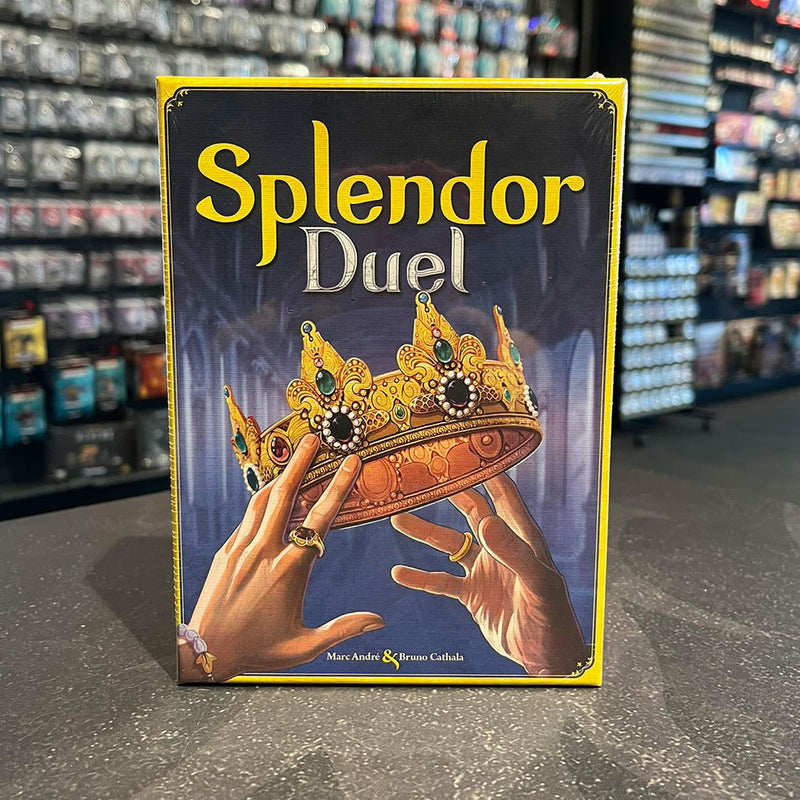 Splendor
Duel
Marc André & Bruno Cathala